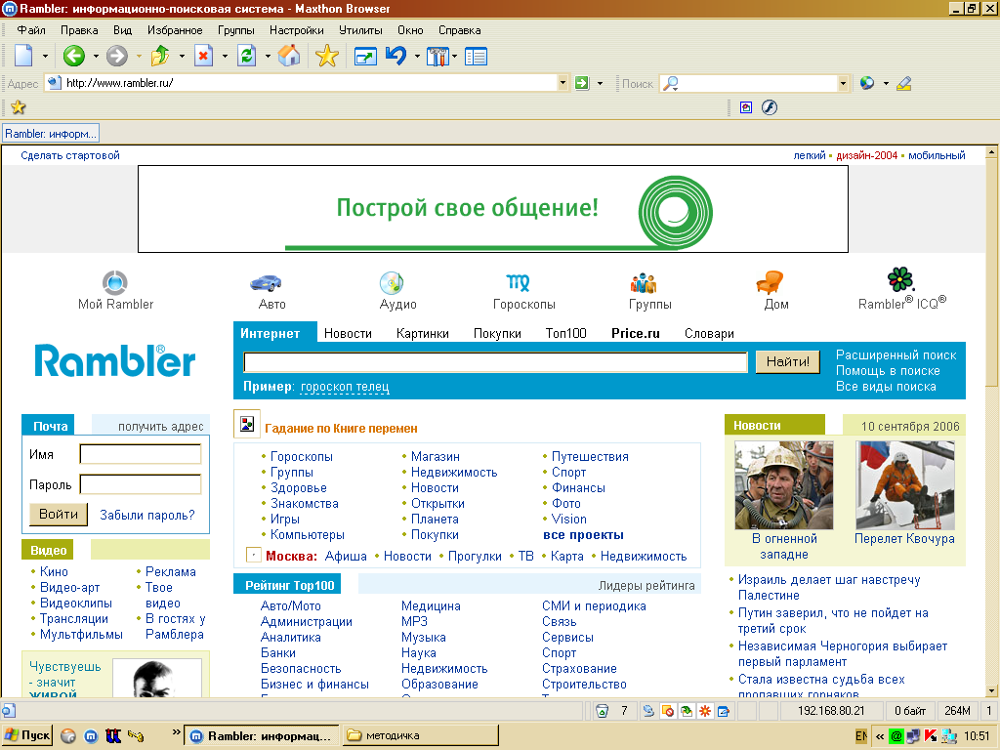 Rambler: информационно-поисковая система - Maxthon Browser
Файл Правка Вид Избранное Группы Настройки Утилиты Окно Справка
Адрес http://www.rambler.ru/ Поиск
Rambler: информ...
Сделать стартовой легкий • дизайн-2004 • мобильный
Построй свое общение!
Мой Rambler Авто Аудио Гороскопы Группы Дом Rambler® ICQ®
Интернет Новости Картинки Покупки Топ100 Price.ru Словари
Rambler®
Найти!
Расширенный поиск
Помощь в поиске
Все виды поиска
Пример: гороскоп телец
Почта получить адрес
Имя
Пароль
Войти Забыли пароль?
Видео
• Кино
• Видео-арт
• Видеоклипы
• Трансляции
• Мультфильмы
• Реклама
• Твое
видео
• В гостях у
Рамблера
Чувствуешь
- значит
живой
Гадание по Книге перемен
• Гороскопы
• Группы
• Здоровье
• Знакомства
• Игры
• Компьютеры
• Магазин
• Недвижимость
• Новости
• Открытки
• Планета
• Покупки
• Путешествия
• Спорт
• Финансы
• Фото
• Vision
все проекты
Москва: Афиша • Новости • Прогулки • ТВ • Карта • Недвижимость
Рейтинг Top100 Лидеры рейтинга
Авто/Мото
Администрации
Аналитика
Банки
Безопасность
Бизнес и финансы
Медицина
MP3
Музыка
Наука
Недвижимость
Образование
СМИ и периодика
Связь
Сервисы
Спорт
Страхование
Строительство
Новости 10 сентября 2006
В огненной
западне
Перелет Квочура
• Израиль делает шаг навстречу
Палестине
• Путин заверил, что не пойдет на
третий срок
• Независимая Черногория выбирает
первый парламент
• Стала известна судьба всех
пропавших горняков
7 192.168.80.21 0 байт 264M 1
Пуск » Rambler: информац... методичка EN « 10:51